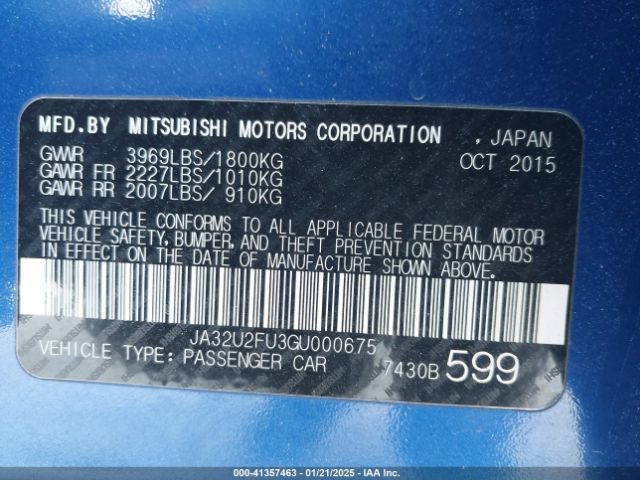 MFD.BY MITSUBISHI MOTORS CORPORATION , JAPAN
GVWR 3969LBS/1800KG OCT 2015
GAWR FR 2227LBS/1010KG
GAWR RR 2007LBS/ 910KG
THIS VEHICLE CONFORMS TO ALL APPLICABLE FEDERAL MOTOR
VEHICLE SAFETY, BUMPER, AND THEFT PREVENTION STANDARDS
IN EFFECT ON THE DATE OF MANUFACTURE SHOWN ABOVE.
JA32U2FU3GU000675
VEHICLE TYPE: PASSENGER CAR 7430B 599
000-41357463 - 01/21/2025 - IAA Inc.